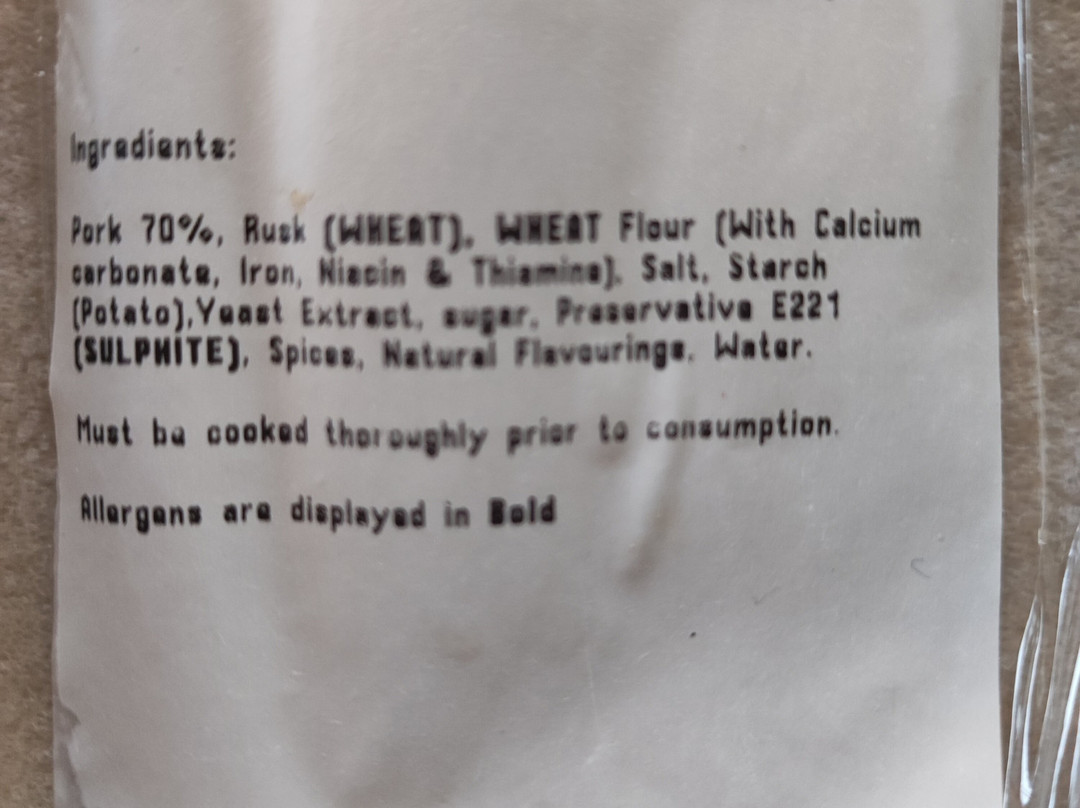 Ingredients:
Pork 70%, Rusk (WHEAT), WHEAT Flour (With Calcium
carbonate, Iron, Niacin & Thiamine), Salt, Starch
(Potato),Yeast Extract, sugar, Preservative E221
(SULPHITE), Spices, Natural Flavourings, Water.
Must be cooked thoroughly prior to consumption.
Allergens are displayed in Bold